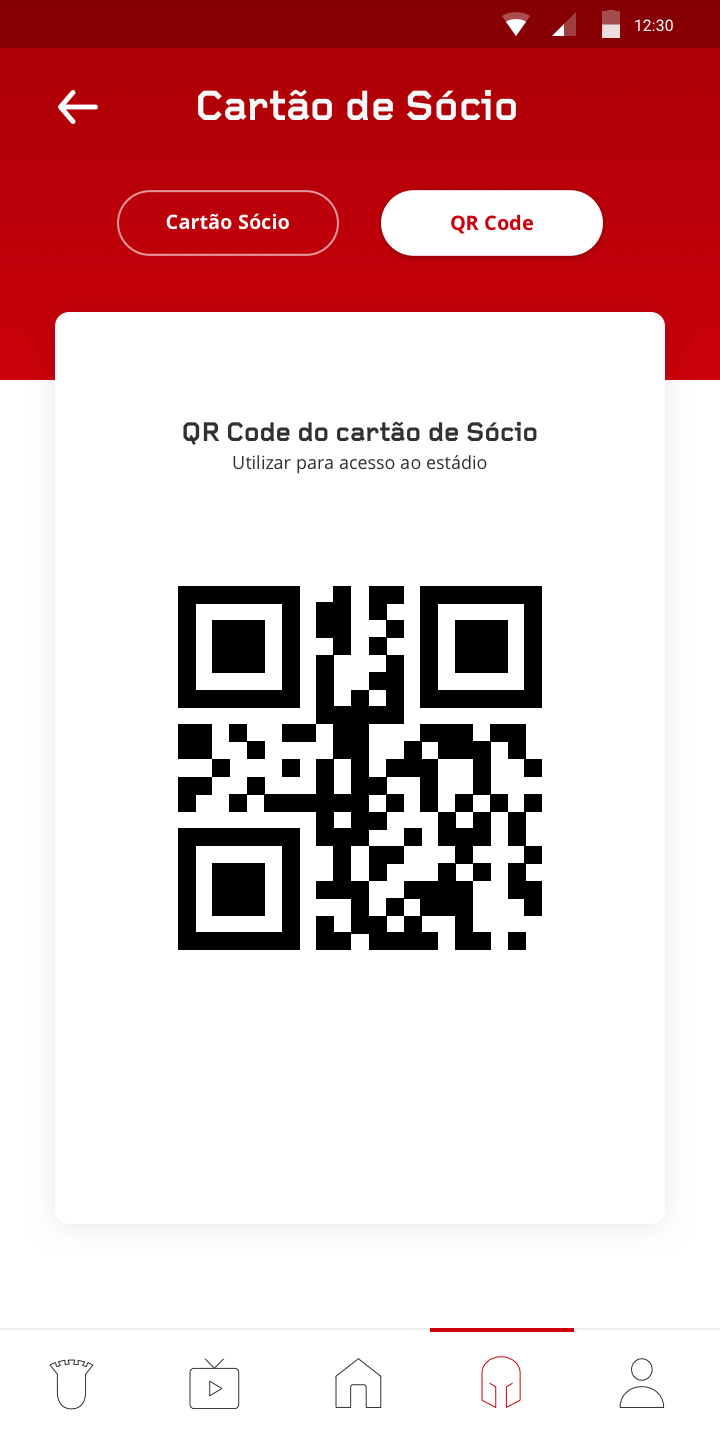 12:30
Cartão de Sócio
Cartão Sócio
QR Code
QR Code do cartão de Sócio
Utilizar para acesso ao estádio